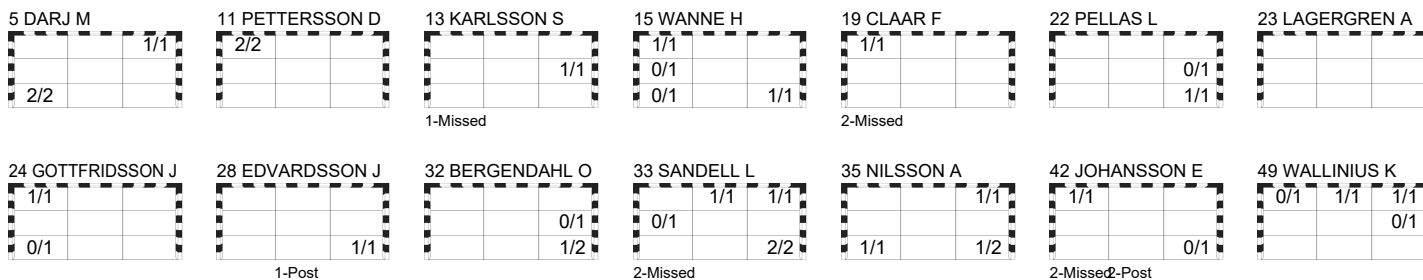 5 DARJ M 11 PETTERSSON D 13 KARLSSON S 15 WANNE H 19 CLAAR F 22 PELLAS L 23 LAGERGREN A
1/1 2/2 1/1 1/1
1/1 0/1 0/1
2/2 0/1 1/1 1/1
1-Missed 2-Missed
24 GOTTFRIDSSON J 28 EDVARDSSON J 32 BERGENDAHL O 33 SANDELL L 35 NILSSON A 42 JOHANSSON E 49 WALLINIUS K
1/1 1/1 1/1 1/1 1/1 0/1 1/1 1/1
0/1 0/1 0/1
0/1 1/1 1/2 2/2 1/1 1/2 0/1
1-Post 2-Missed 2-Missed 2-Post